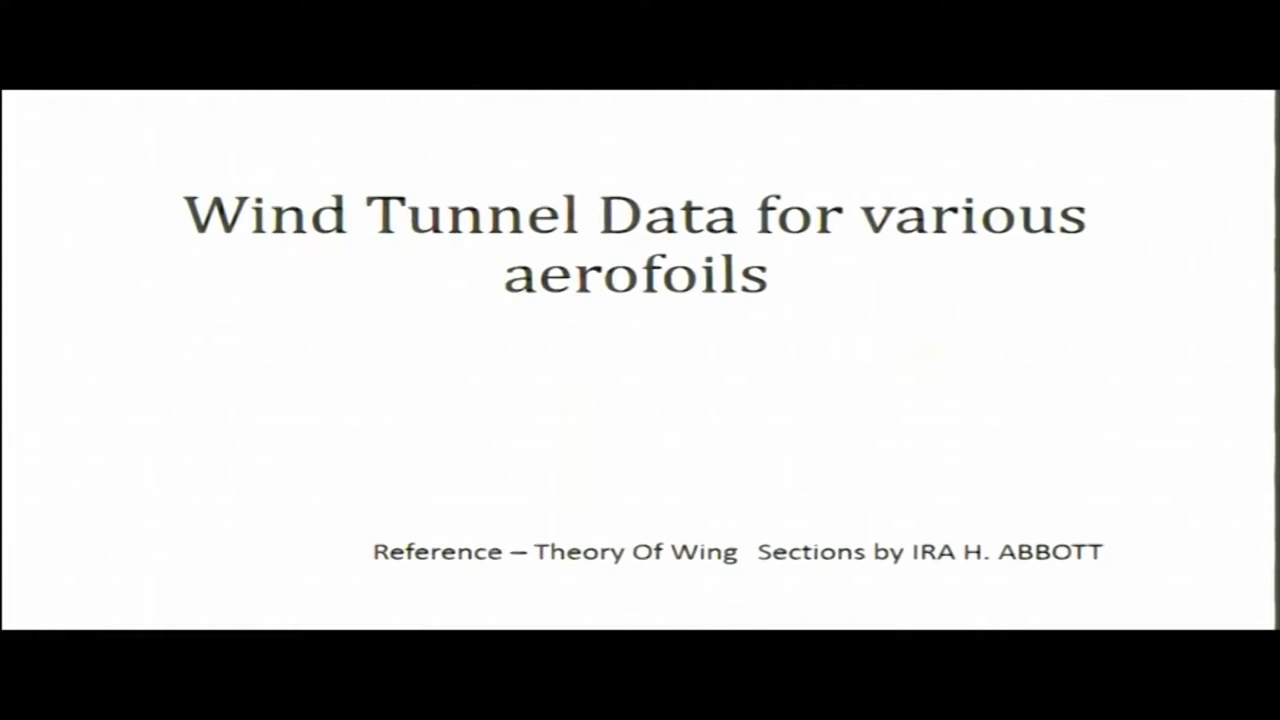 Wind Tunnel Data for various
aerofoils
Reference – Theory Of Wing Sections by IRA H. ABBOTT